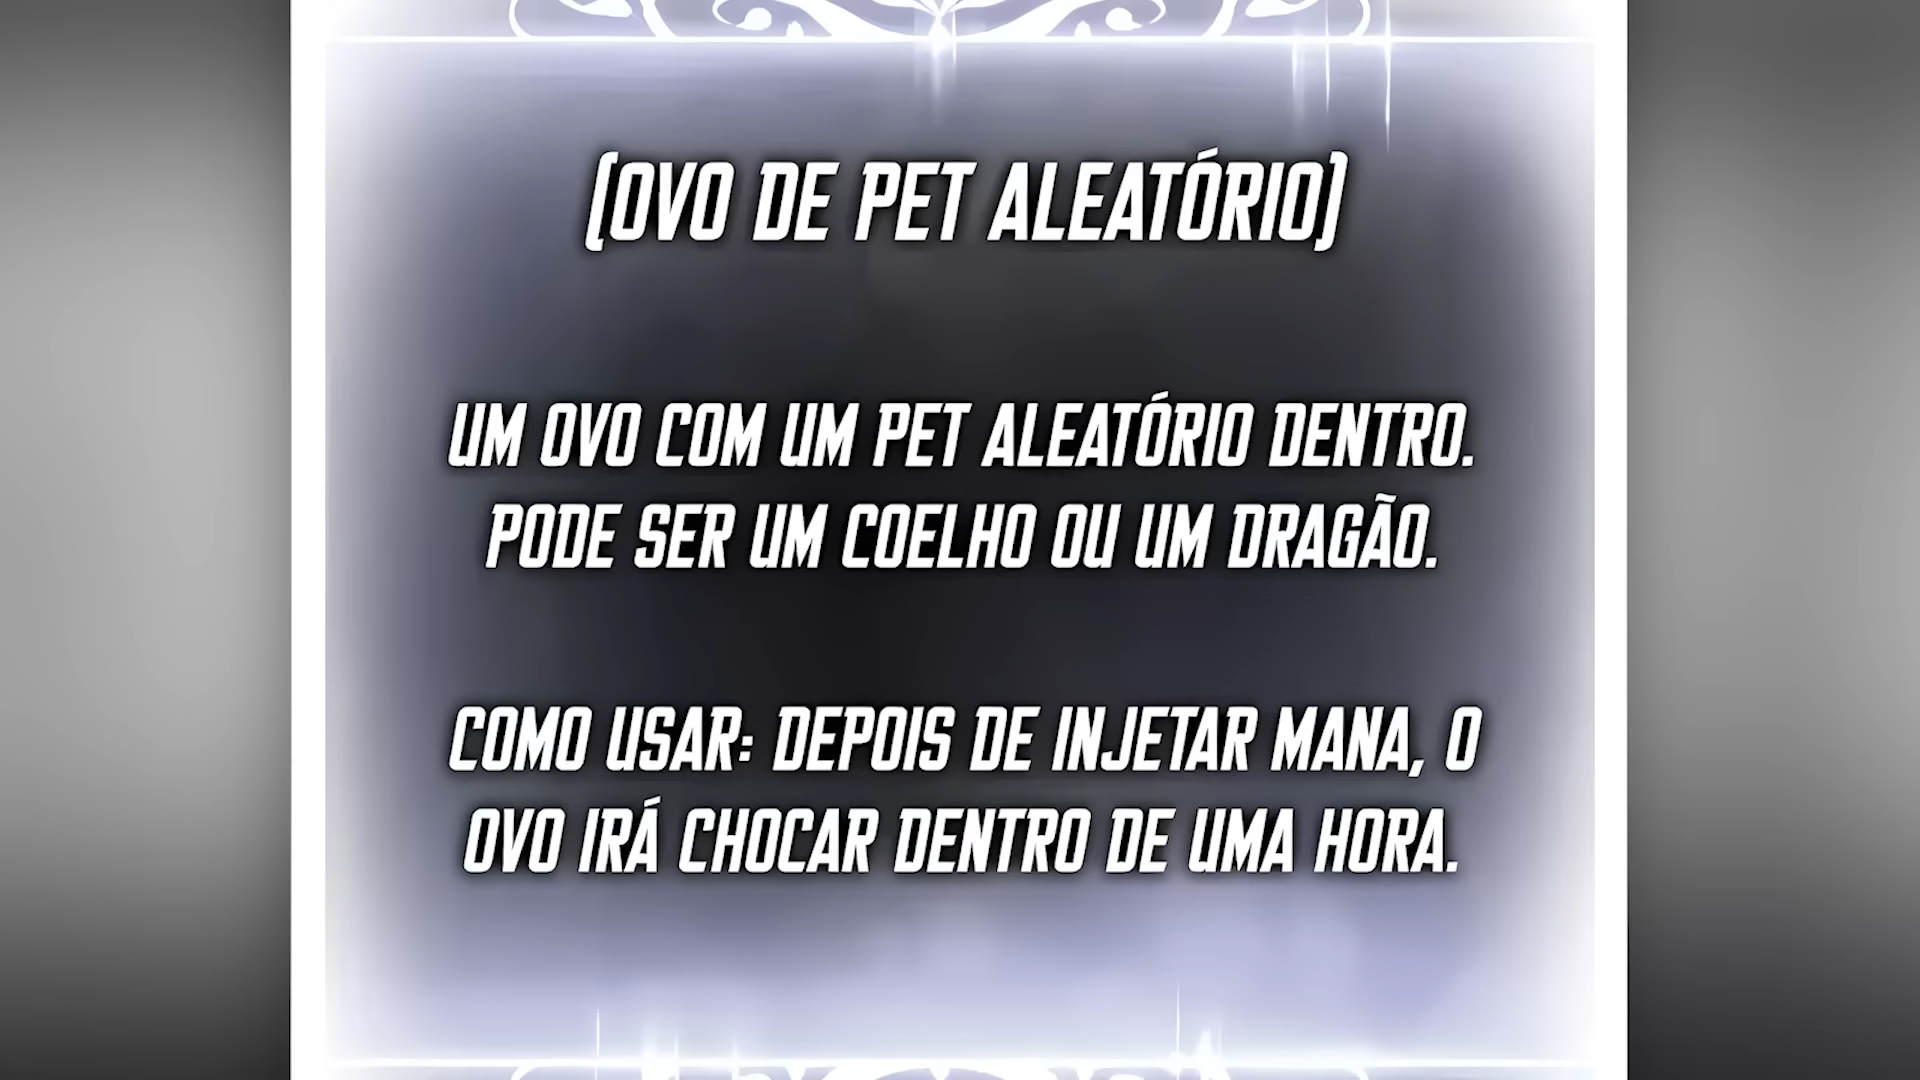 (OVO DE PET ALEATÓRIO)
UM OVO COM UM PET ALEATÓRIO DENTRO.
PODE SER UM COELHO OU UM DRAGÃO.
COMO USAR: DEPOIS DE INJETAR MANA, O
OVO IRÁ CHOCAR DENTRO DE UMA HORA.